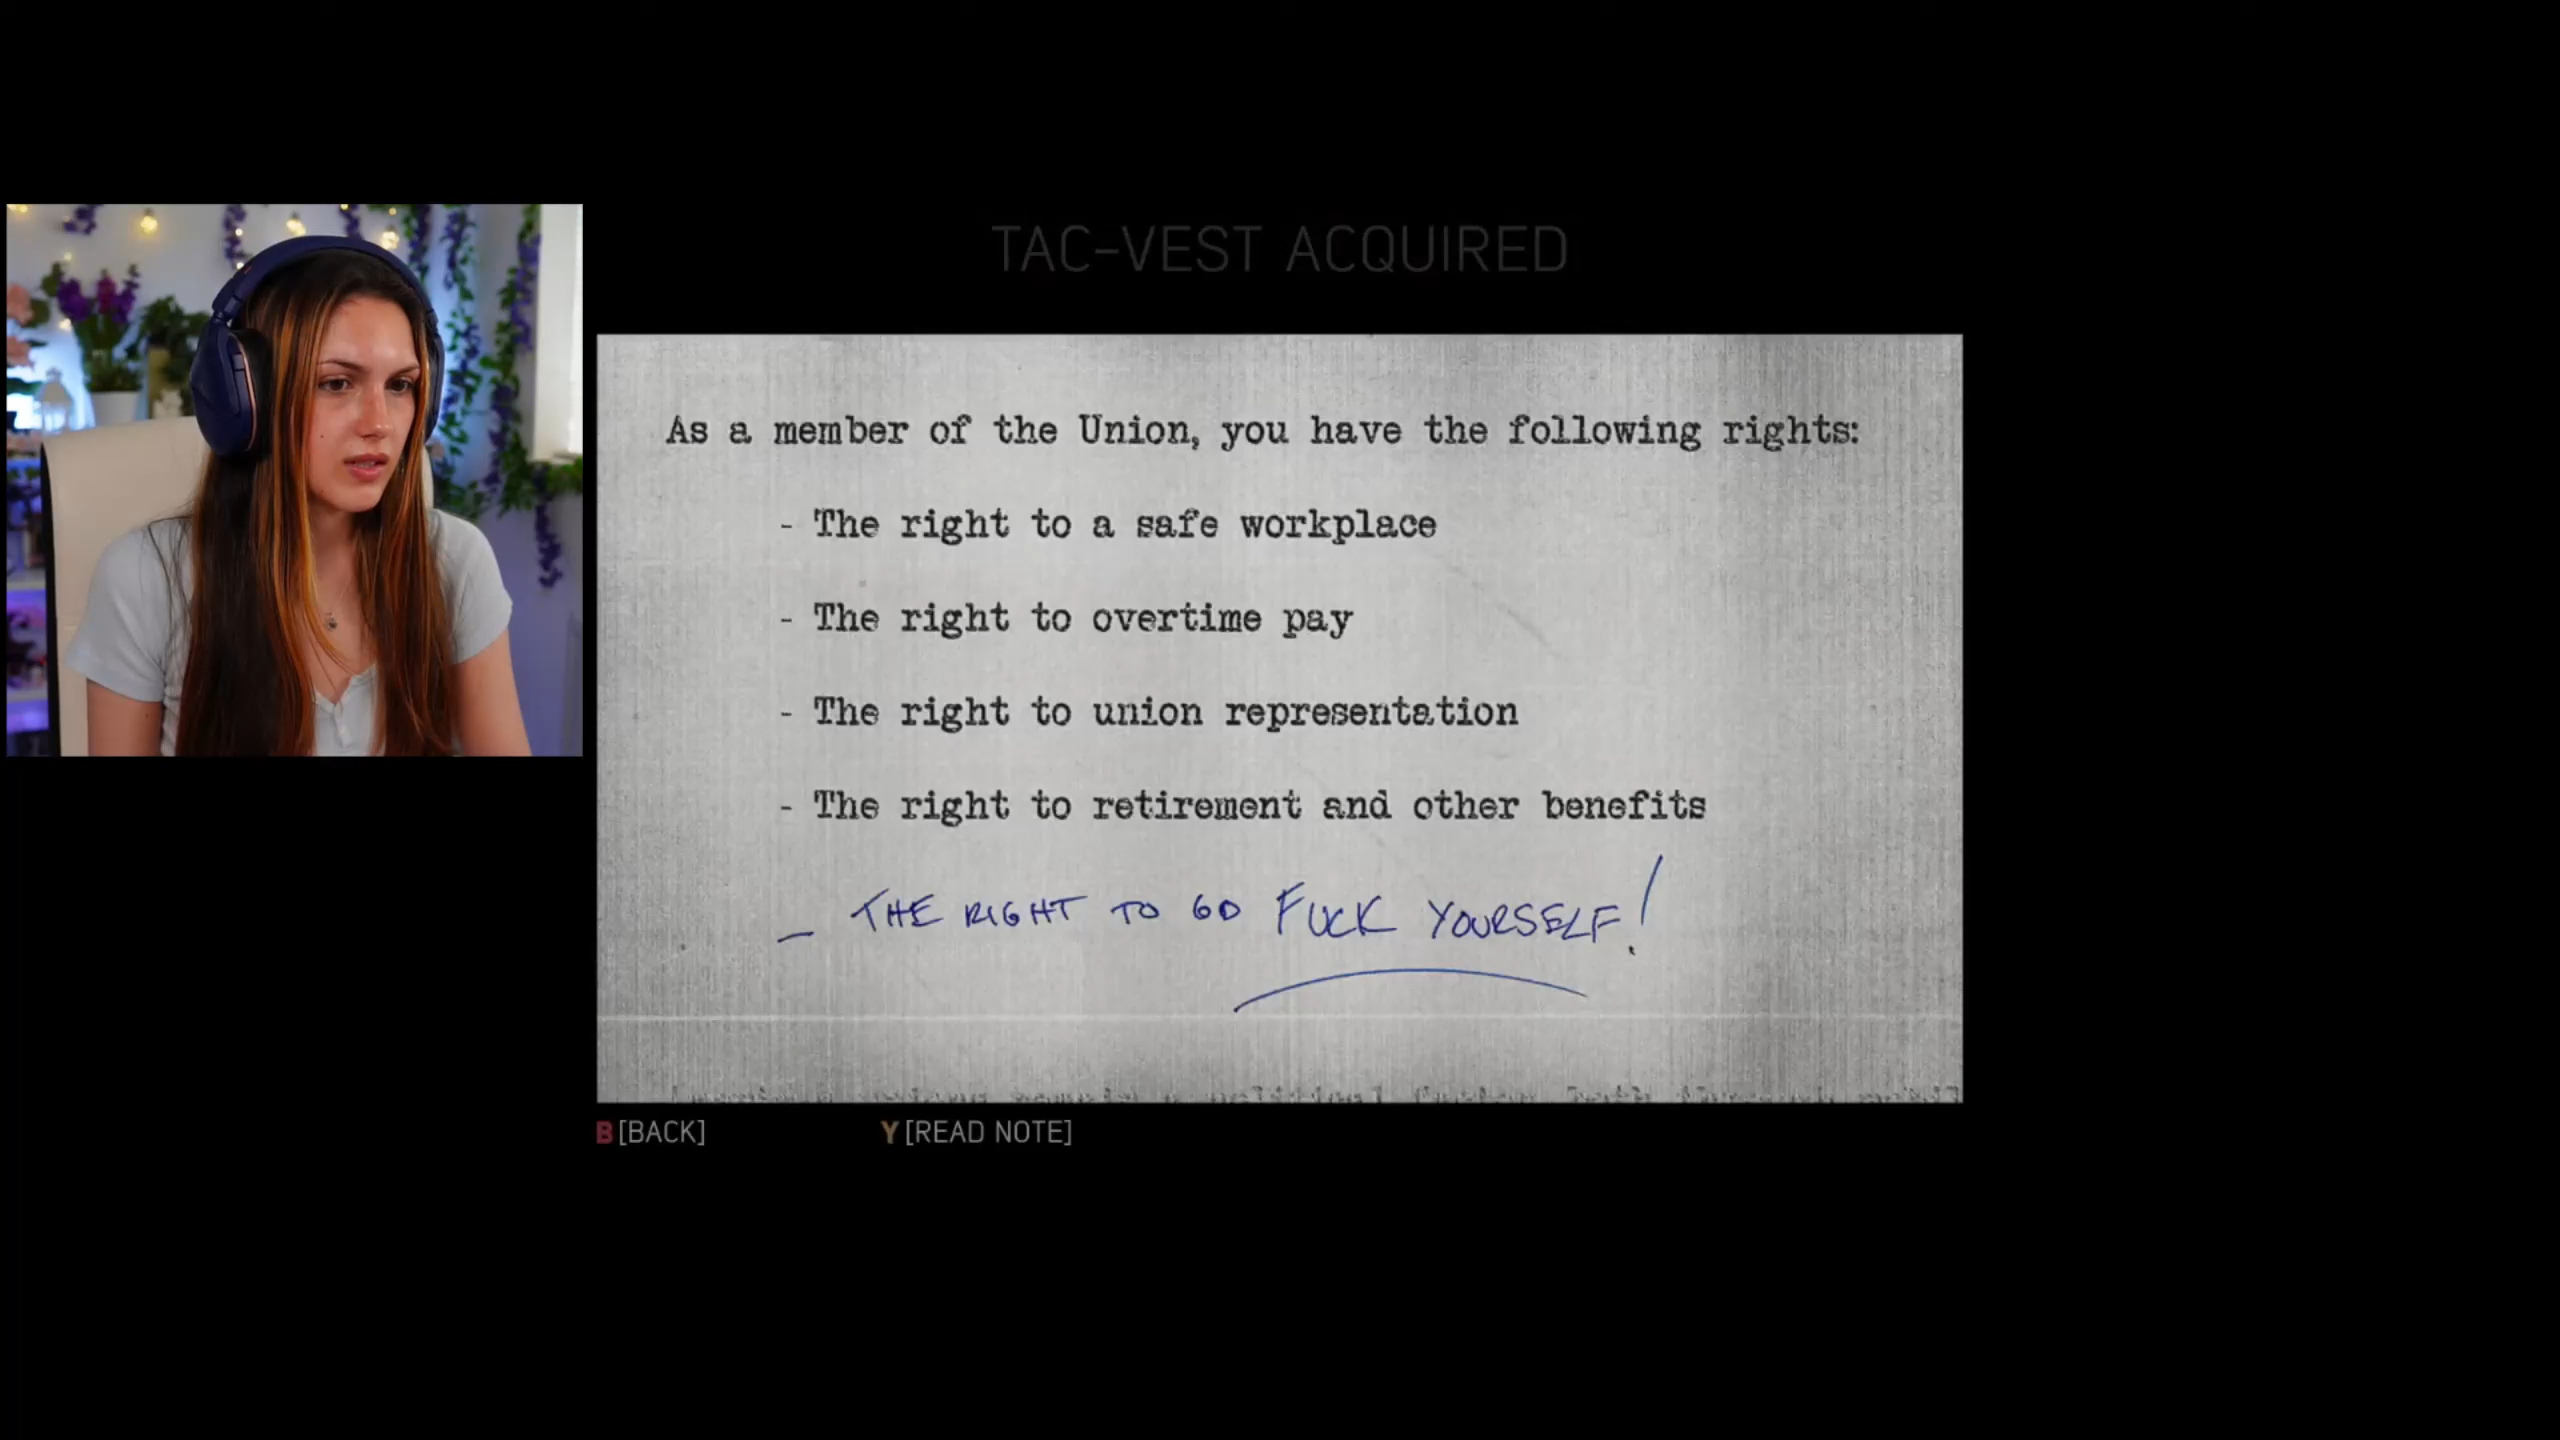 TAC-VEST ACQUIRED
As a member of the Union, you have the following rights:
- The right to a safe workplace
- The right to overtime pay
- The right to union representation
- The right to retirement and other benefits
- THE RIGHT TO GO FUCK YOURSELF!
B [BACK] Y [READ NOTE]